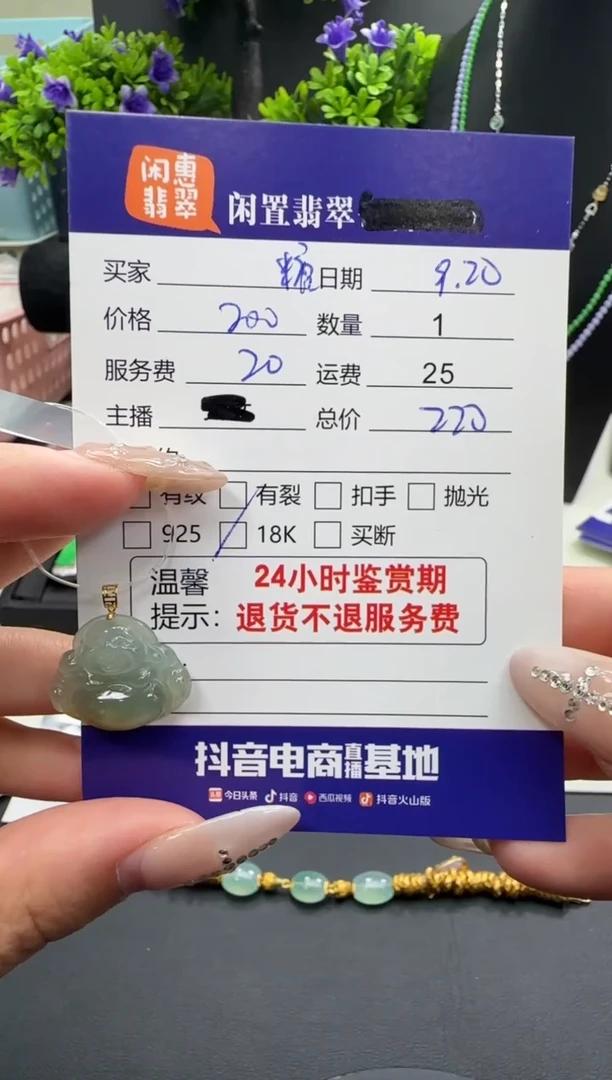 闲惠
翡翠
闲置翡翠
买家 糖 日期 9.20
价格 200 数量 1
服务费 20 运费 25
主播 总价 220
有纹 有裂 扣手 抛光
925 18K 买断
温馨 24小时鉴赏期
提示： 退货不退服务费
抖音电商直播基地
头条 今日头条 抖音 西瓜视频 抖音火山版